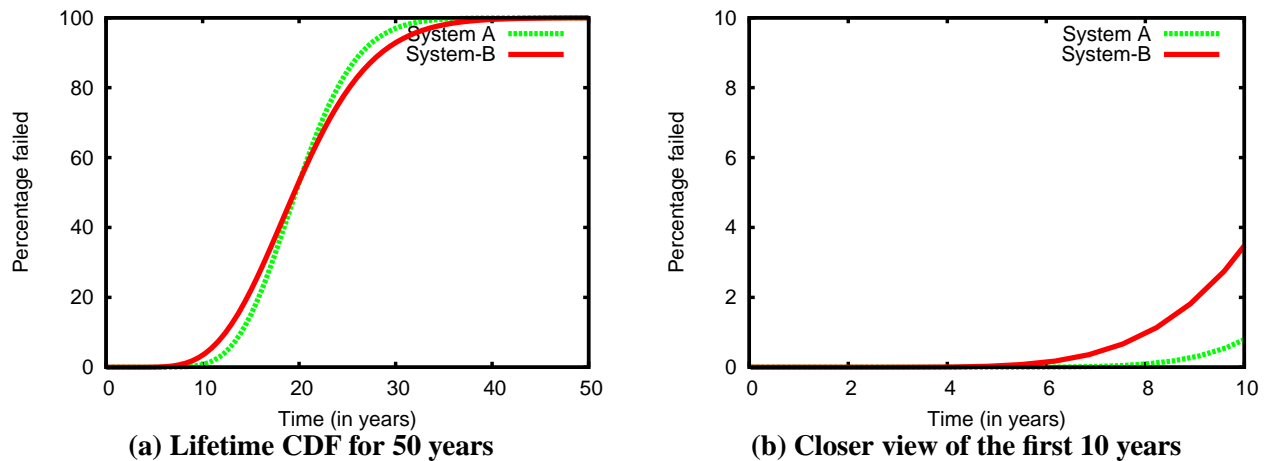 100
80
60
40
20
0
Percentage failed
System A
System-B
0 10 20 30 40 50
Time (in years)
(a) Lifetime CDF for 50 years
10
8
6
4
2
0
Percentage failed
System A
System-B
0 2 4 6 8 10
Time (in years)
(b) Closer view of the first 10 years